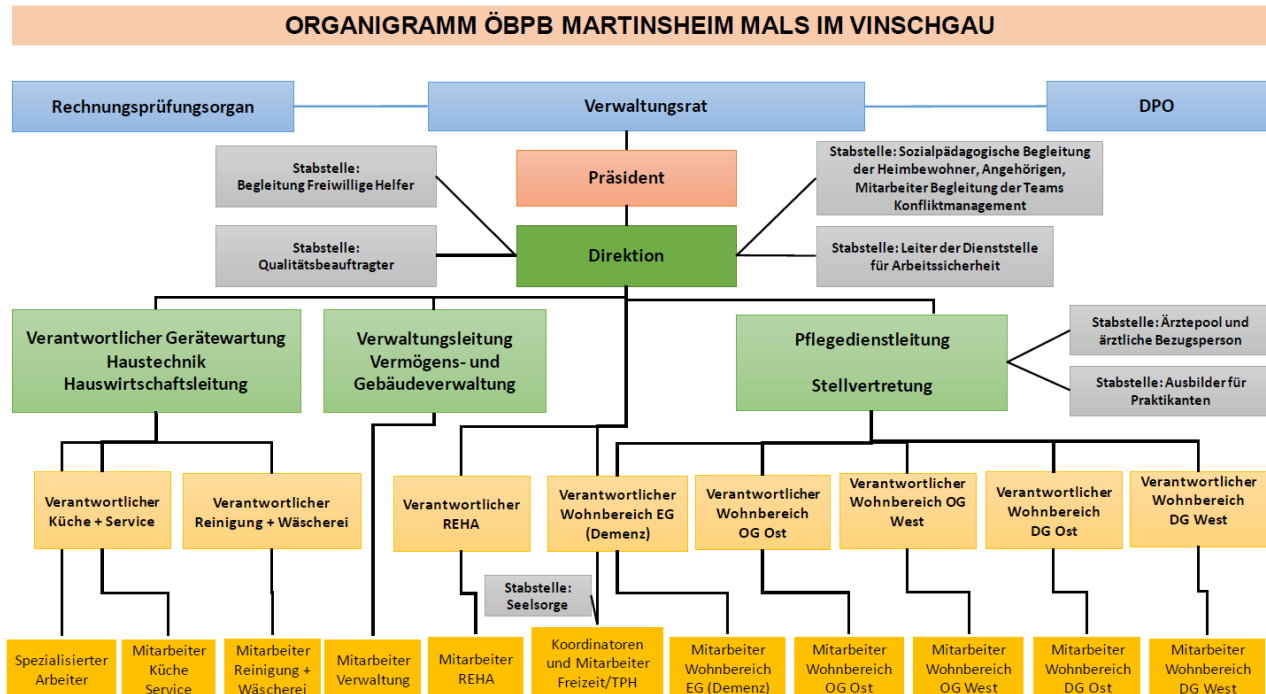 ORGANIGRAMM ÖBPB MARTINSHEIM MALS IM VINSCHGAU
Rechnungsprüfungsorgan
Verwaltungsrat
DPO
Stabstelle:
Begleitung Freiwillige Helfer
Präsident
Stabstelle: Sozialpädagogische Begleitung
der Heimbewohner, Angehörigen,
Mitarbeiter Begleitung der Teams
Konfliktmanagement
Stabstelle:
Qualitätsbeauftragter
Direktion
Stabstelle: Leiter der Dienststelle
für Arbeitssicherheit
Verantwortlicher Gerätewartung
Haustechnik
Hauswirtschaftsleitung
Verwaltungsleitung
Vermögens- und
Gebäudeverwaltung
Pflegedienstleitung
Stellvertretung
Stabstelle: Ärztepool und
ärztliche Bezugsperson
Stabstelle: Ausbilder für
Praktikanten
Verantwortlicher
Küche + Service
Verantwortlicher
Reinigung + Wäscherei
Verantwortlicher
REHA
Verantwortlicher
Wohnbereich EG
(Demenz)
Verantwortlicher
Wohnbereich
OG Ost
Verantwortlicher
Wohnbereich OG
West
Verantwortlicher
Wohnbereich
DG Ost
Verantwortlicher
Wohnbereich
DG West
Stabstelle:
Seelsorge
Spezialisierter
Arbeiter
Mitarbeiter
Küche
Service
Mitarbeiter
Reinigung +
Wäscherei
Mitarbeiter
Verwaltung
Mitarbeiter
REHA
Koordinatoren
und Mitarbeiter
Freizeit/TPH
Mitarbeiter
Wohnbereich
EG (Demenz)
Mitarbeiter
Wohnbereich
OG Ost
Mitarbeiter
Wohnbereich
OG West
Mitarbeiter
Wohnbereich
DG Ost
Mitarbeiter
Wohnbereich
DG West